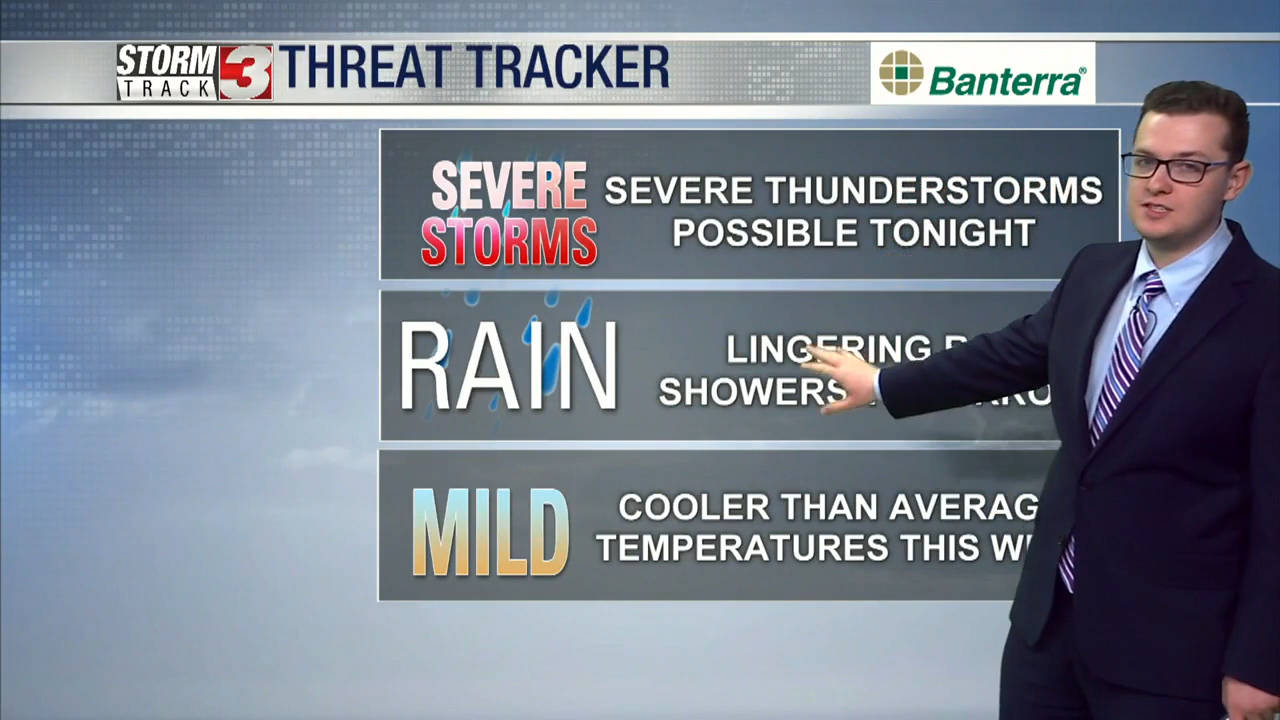 STORM
TRACK 3
THREAT TRACKER
Banterra®
SEVERE
STORMS
SEVERE THUNDERSTORMS
POSSIBLE TONIGHT
RAIN
LINGERING
SHOWERS
MILD
COOLER THAN AVERAG
TEMPERATURES THIS